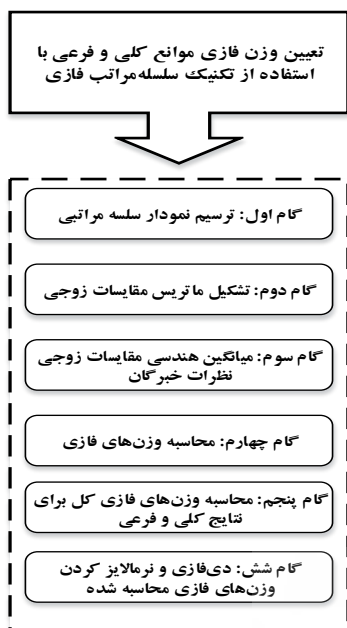 تعیین وزن فازی موانع کلی و فرعی با
استفاده از تکنیک سلسله‌مراتب فازی
گام اول: ترسیم نمودار سلسه مراتبی
گام دوم: تشکیل ماتریس مقایسات زوجی
گام سوم: میانگین هندسی مقایسات زوجی
نظرات خبرگان
گام چهارم: محاسبه وزن‌های فازی
گام پنجم: محاسبه وزن‌های فازی کل برای
نتایج کلی و فرعی
گام شش: دی‌فازی و نرمالایز کردن
وزن‌های فازی محاسبه شده